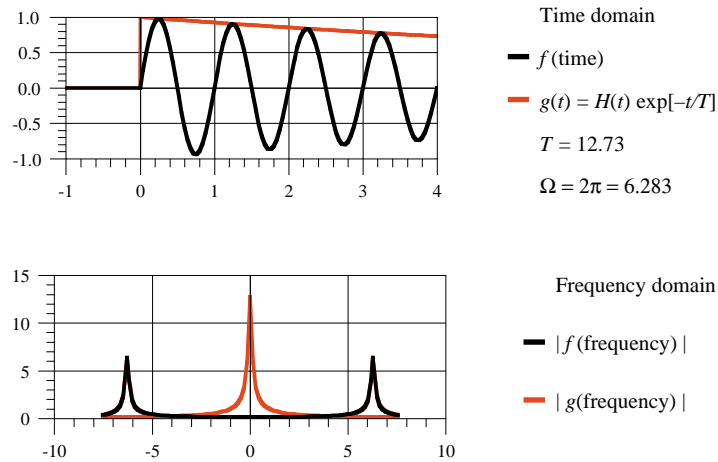 Time domain
f (time)
g(t) = H(t) exp[–t/T]
T = 12.73
Ω = 2π = 6.283
1.0
0.5
0.0
-0.5
-1.0
-1 0 1 2 3 4
Frequency domain
| f (frequency) |
| g(frequency) |
15
10
5
0
-10 -5 0 5 10